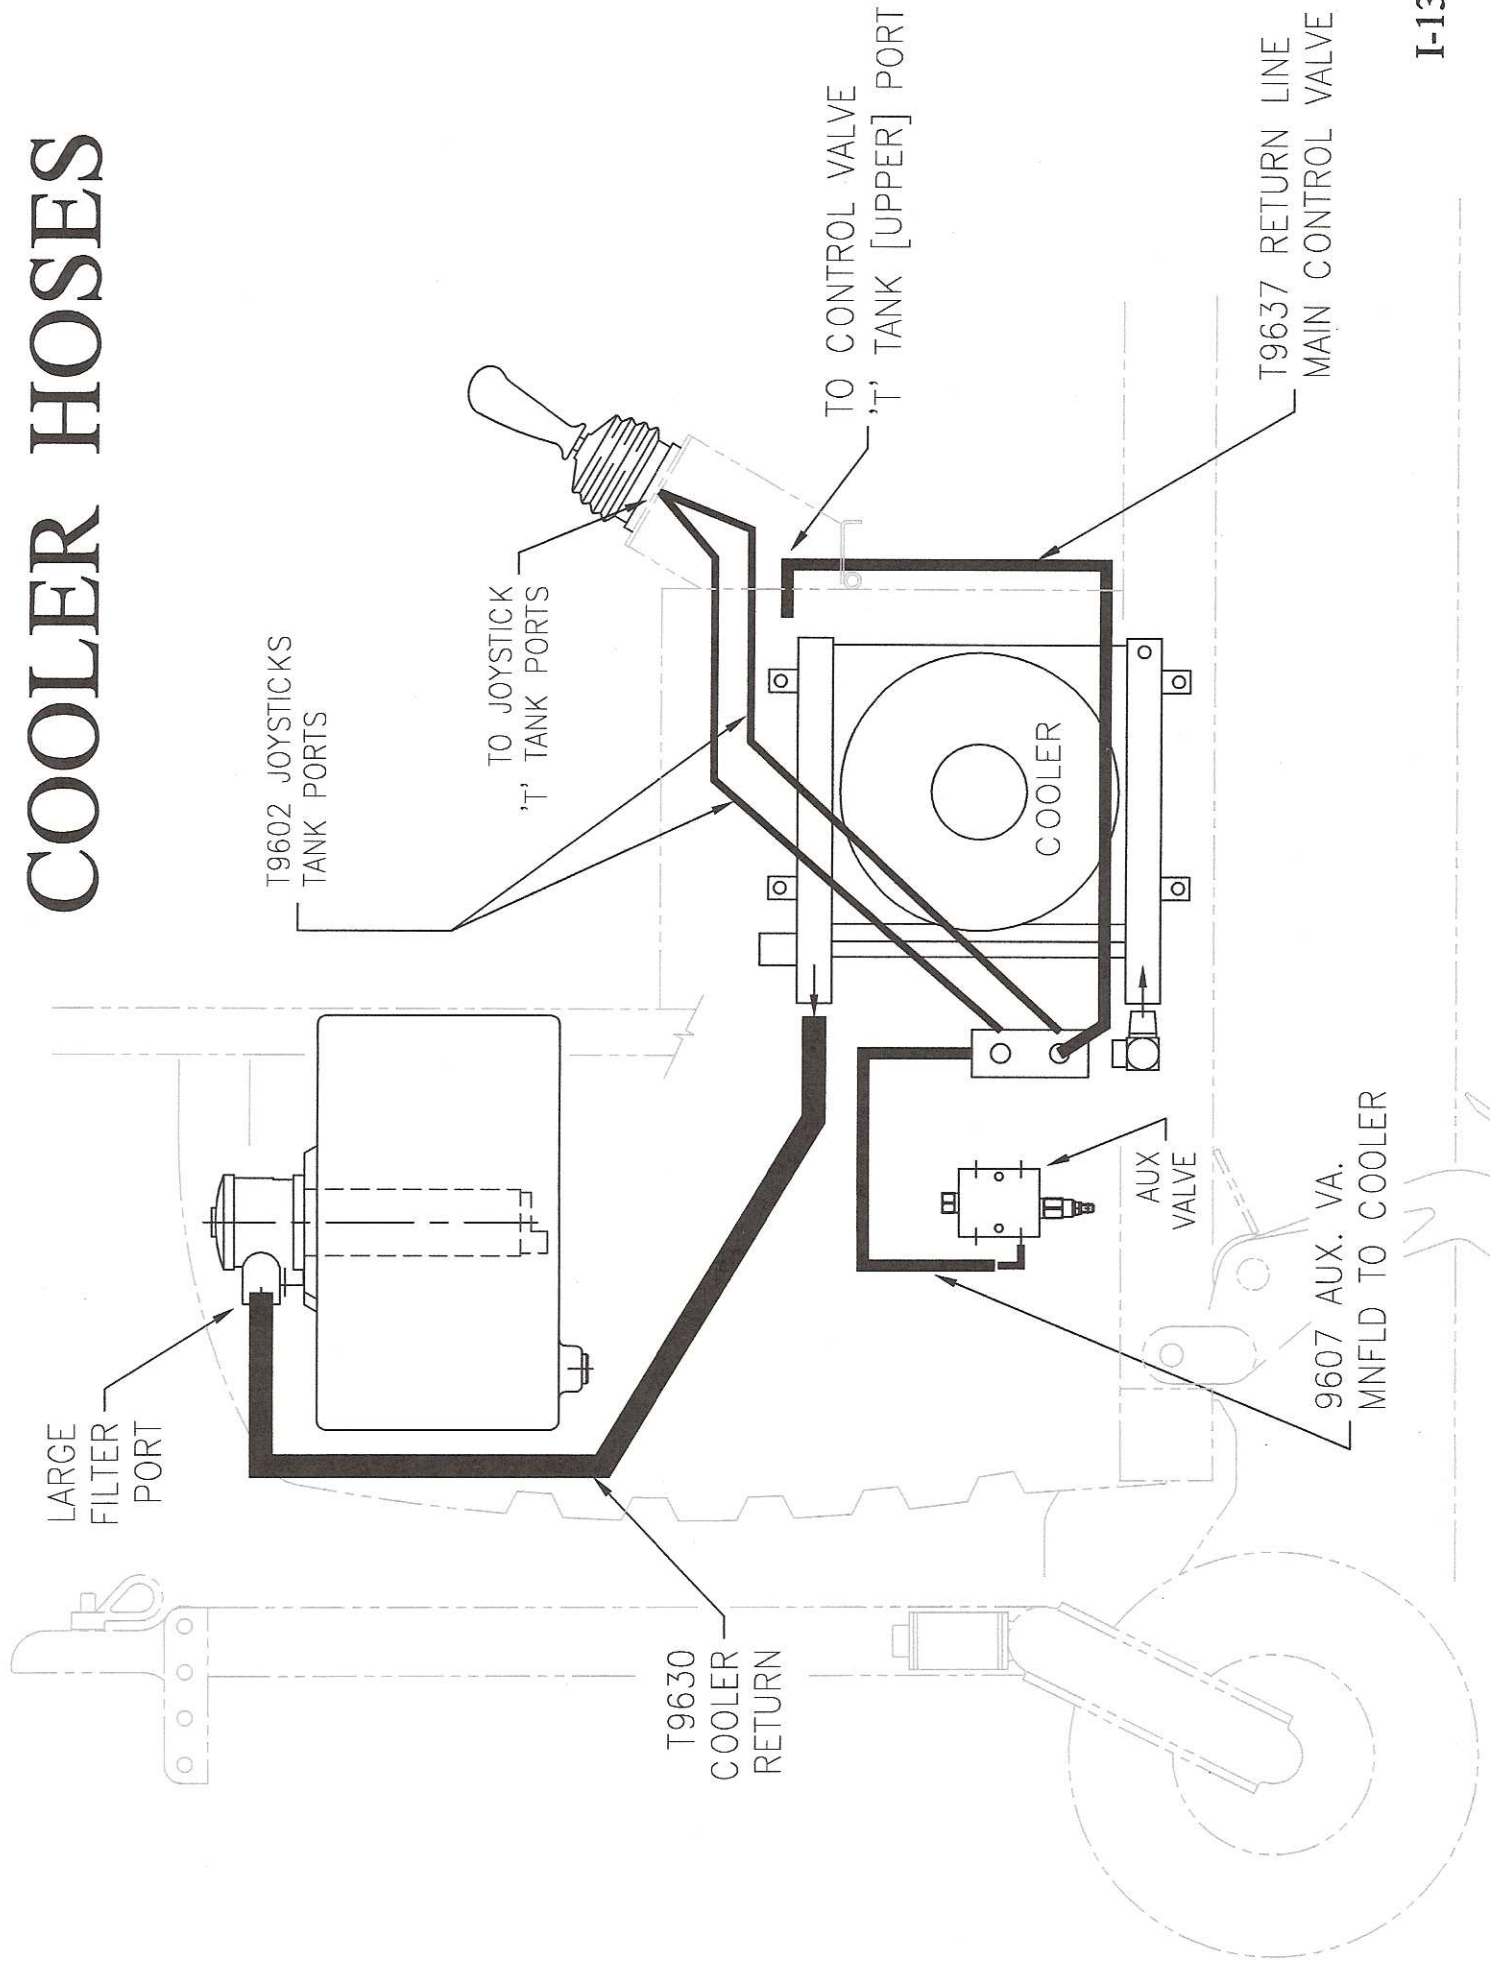 COOLER HOSES
LARGE
FILTER
PORT
T9602 JOYSTICKS
TANK PORTS
TO JOYSTICK
'T' TANK PORTS
T9630
COOLER
RETURN
COOLER
TO CONTROL VALVE
'T' TANK [UPPER] PORT
AUX
VALVE
9607 AUX. VA.
MNFLD TO COOLER
T9637 RETURN LINE
MAIN CONTROL VALVE
I-13